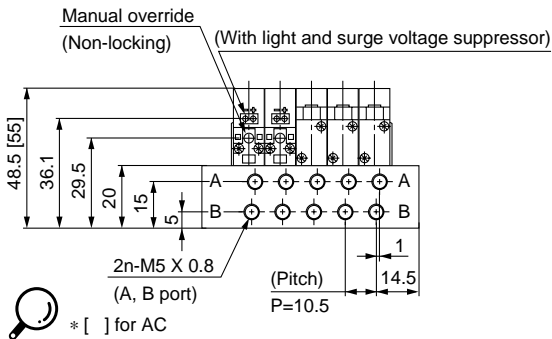 Manual override
(Non-locking)
(With light and surge voltage suppressor)
48.5 [55]
36.1
29.5
20
15
5
A
A
B
B
2n-M5 X 0.8
(A, B port)
(Pitch)
P=10.5
1
14.5
* [ ] for AC